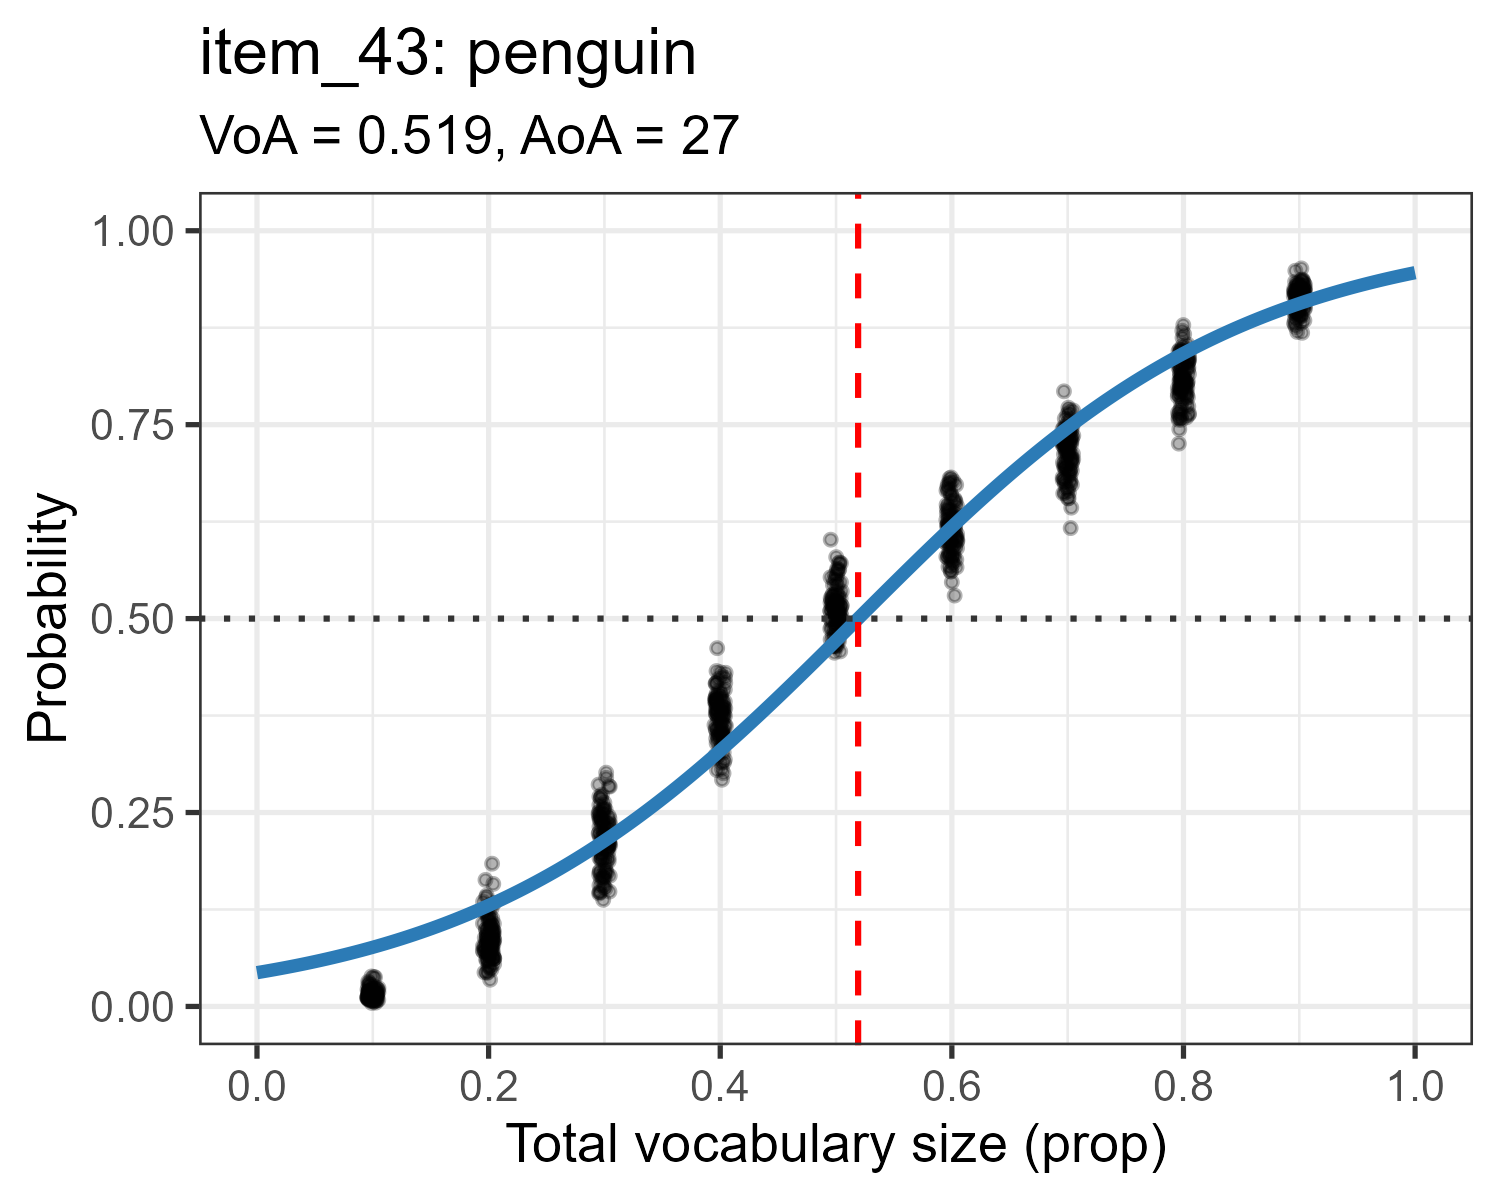 item_43: penguin
VoA = 0.519, AoA = 27
1.00
0.75
0.50
0.25
0.00
Probability
0.0 0.2 0.4 0.6 0.8 1.0
Total vocabulary size (prop)